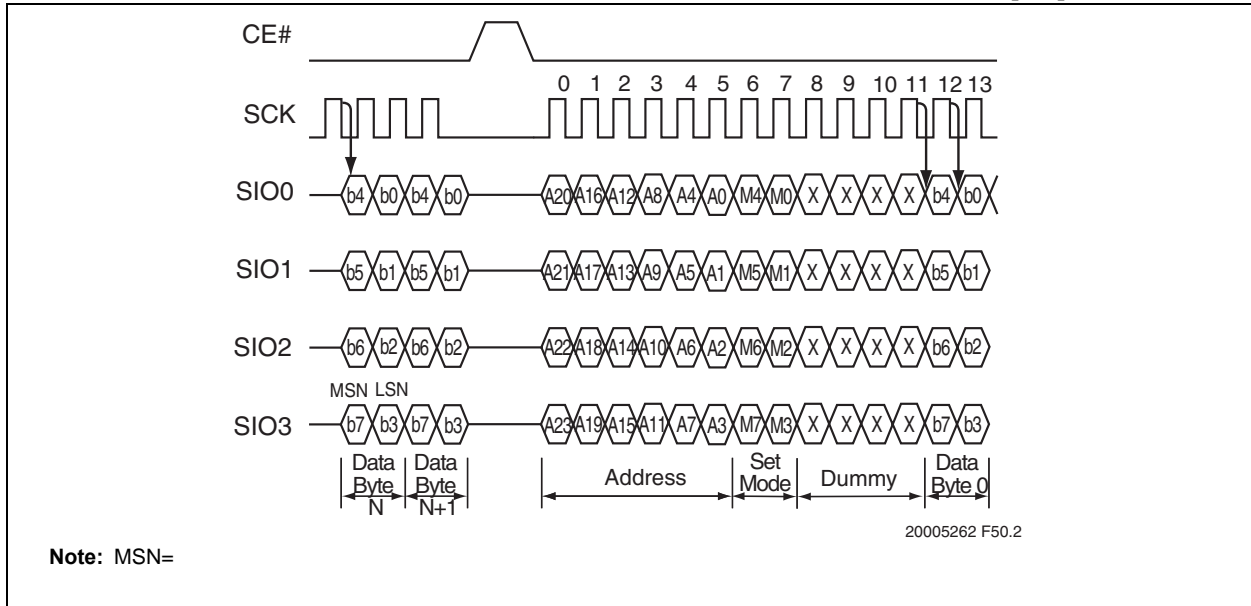 CE#
0 1 2 3 4 5 6 7 8 9 10 11 12 13
SCK
SIO0 b4 b0 b4 b0 A20 A16 A12 A8 A4 A0 M4 M0 X X X X b4 b0
SIO1 b5 b1 b5 b1 A21 A17 A13 A9 A5 A1 M5 M1 X X X X b5 b1
SIO2 b6 b2 b6 b2 A22 A18 A14 A10 A6 A2 M6 M2 X X X X b6 b2
MSN LSN
SIO3 b7 b3 b7 b3 A23 A19 A15 A11 A7 A3 M7 M3 X X X X b7 b3
Data Byte N
Data Byte N+1
Address
Set Mode
Dummy
Data Byte 0
20005262 F50.2
Note: MSN=